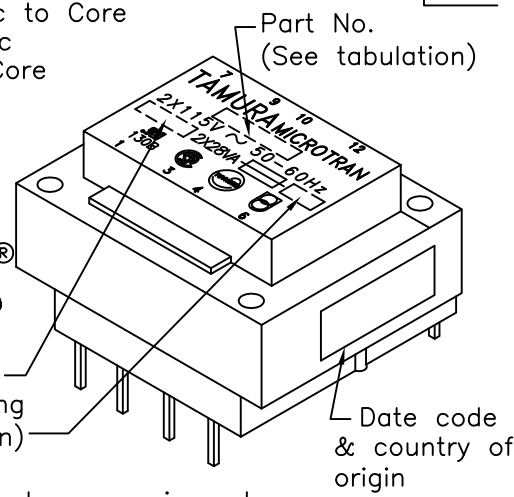 c to Core
c
Core
Part No.
(See tabulation)
7 9 10 12
TAMURA MICROTRAN
2X115V ~ 50-60Hz
130B 2X28VA
1 3 4 6
®
ng
n)
Date code
& country of
origin